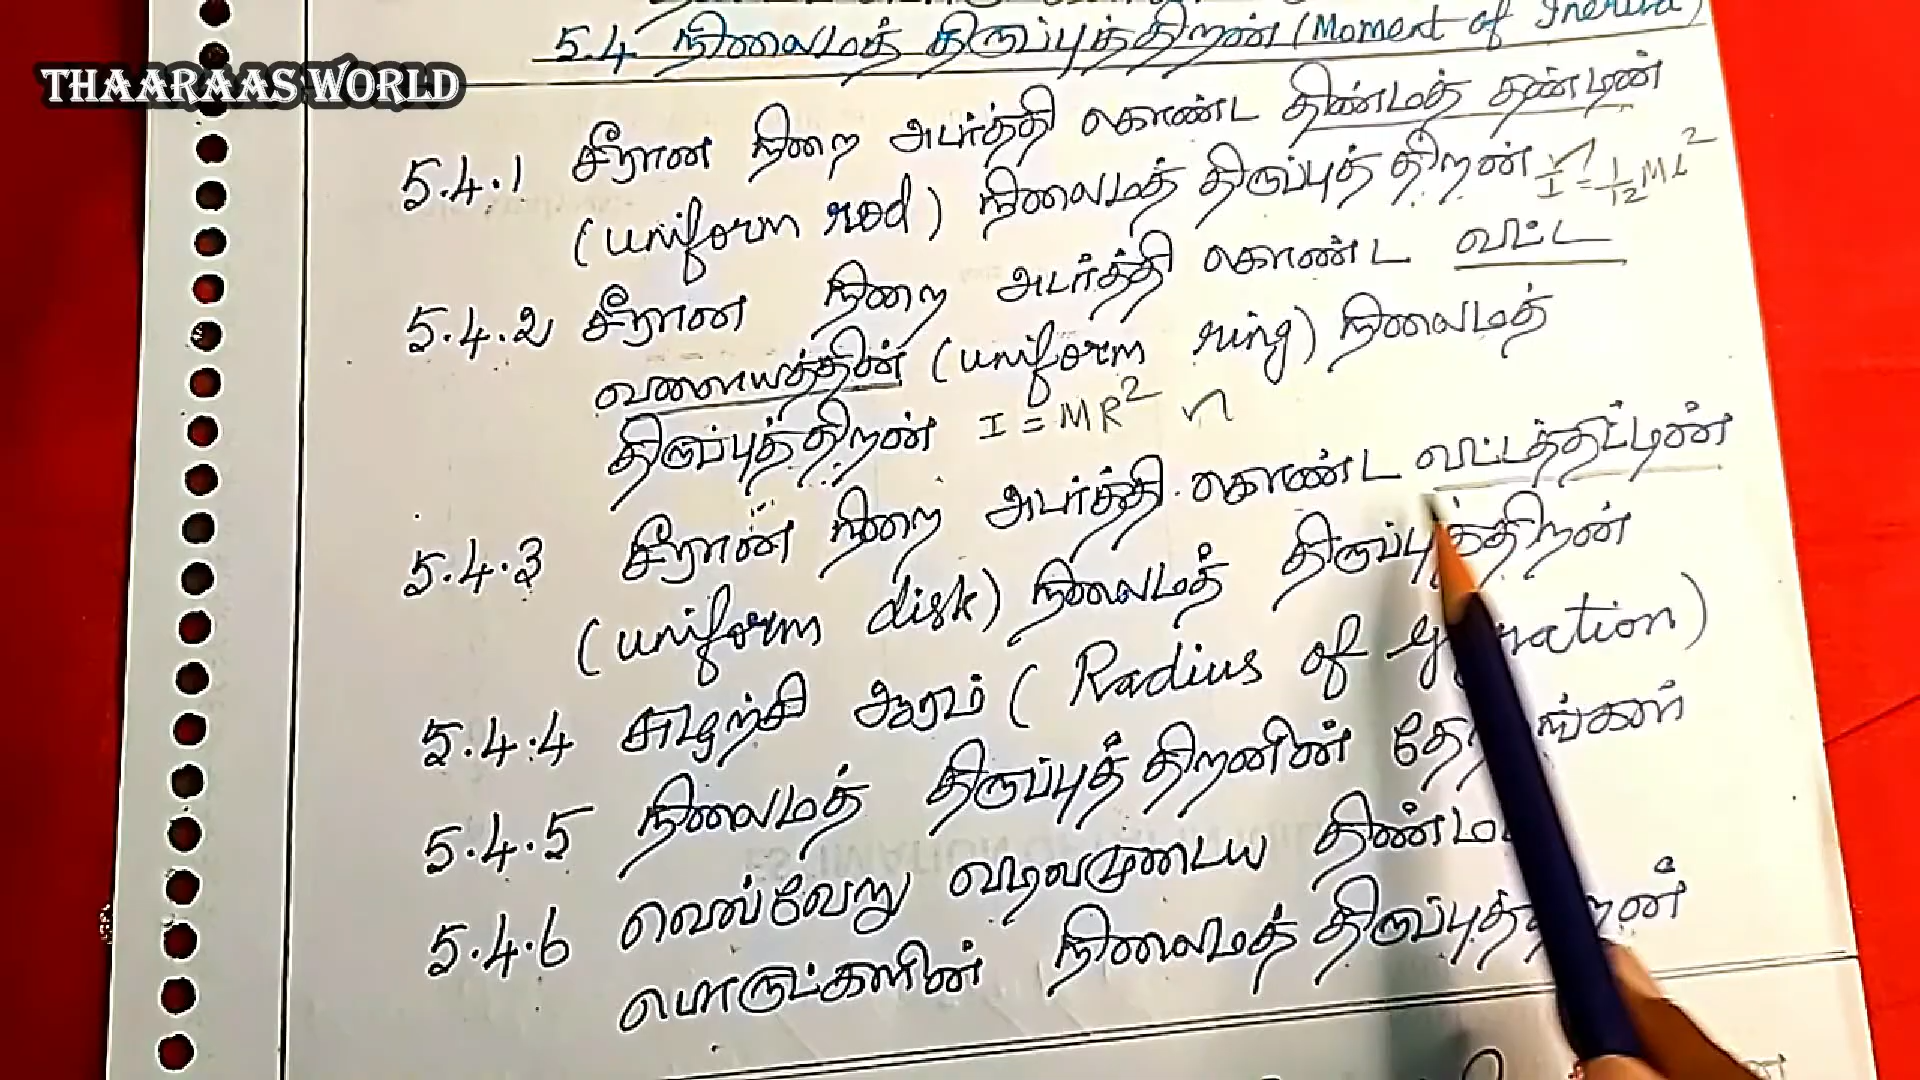 5.4 நிலைமத் திருப்புத்திறன் (Moment of Inertia)
THAARAAS WORLD
5.4.1 சீரான நிறை அடர்த்தி கொண்ட திண்மத் தண்டின்
(uniform rod) நிலைமத் திருப்புத் திறன் I = 1/12 ML²
5.4.2 சீரான நிறை அடர்த்தி கொண்ட வட்ட
வளையத்தின் (uniform ring) நிலைமத்
திருப்புத்திறன் I = MR²
5.4.3 சீரான நிறை அடர்த்தி கொண்ட வட்டத்தட்டின்
(uniform disk) நிலைமத் திருப்புத்திறன்
5.4.4 சுழற்சி ஆரம் (Radius of
5.4.5 நிலைமத் திருப்புத் திறனின்
5.4.6 வெவ்வேறு வடிவமுடைய
பொருட்களின் நிலைமத் திருப்புத்திறன்